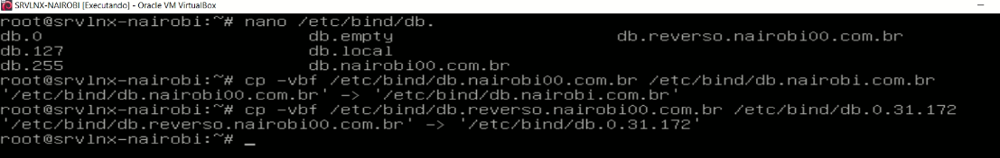 SRVLNX-NAIROBI [Executando] - Oracle VM VirtualBox
root@srvlnx-nairobi:~# nano /etc/bind/db.
db.0 db.empty db.reverso.nairobi00.com.br
db.127 db.local
db.255 db.nairobi00.com.br
root@srvlnx-nairobi:~# cp -vbf /etc/bind/db.nairobi00.com.br /etc/bind/db.nairobi.com.br
'/etc/bind/db.nairobi00.com.br' -> '/etc/bind/db.nairobi.com.br'
root@srvlnx-nairobi:~# cp -vbf /etc/bind/db.reverso.nairobi00.com.br /etc/bind/db.0.31.172
'/etc/bind/db.reverso.nairobi00.com.br' -> '/etc/bind/db.0.31.172'
root@srvlnx-nairobi:~# _